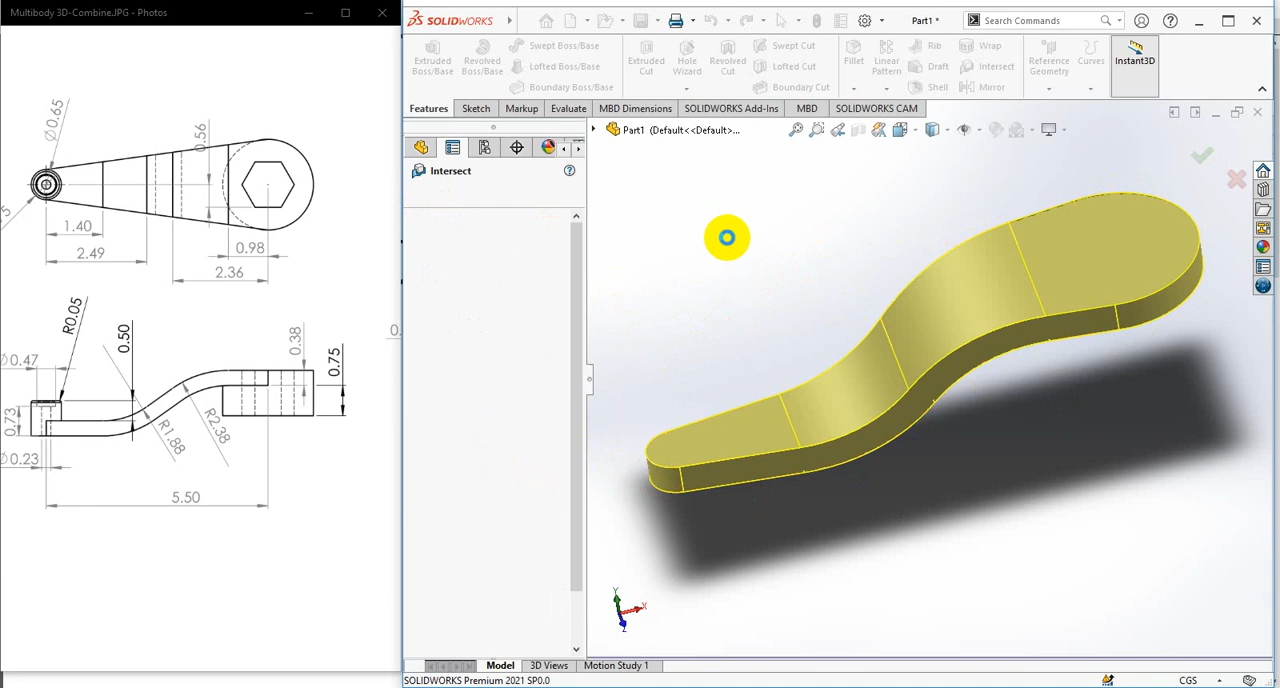 Multibody 3D-Combine.JPG - Photos
SOLIDWORKS
Part1 *
Search Commands
Extruded Boss/Base
Revolved Boss/Base
Swept Boss/Base
Lofted Boss/Base
Boundary Boss/Base
Extruded Cut
Hole Wizard
Revolved Cut
Swept Cut
Lofted Cut
Boundary Cut
Fillet
Linear Pattern
Rib
Draft
Shell
Wrap
Intersect
Mirror
Reference Geometry
Curves
Instant3D
Features
Sketch
Markup
Evaluate
MBD Dimensions
SOLIDWORKS Add-Ins
MBD
SOLIDWORKS CAM
Part1 (Default<<Default>...
Intersect
Ø0.65
0.56
1.40
2.49
0.98
2.36
R0.05
0.50
0.38
0.75
Ø0.47
0.73
R1.88
R2.38
Ø0.23
5.50
0.
5
Y
X
Z
Model
3D Views
Motion Study 1
SOLIDWORKS Premium 2021 SP0.0
CGS